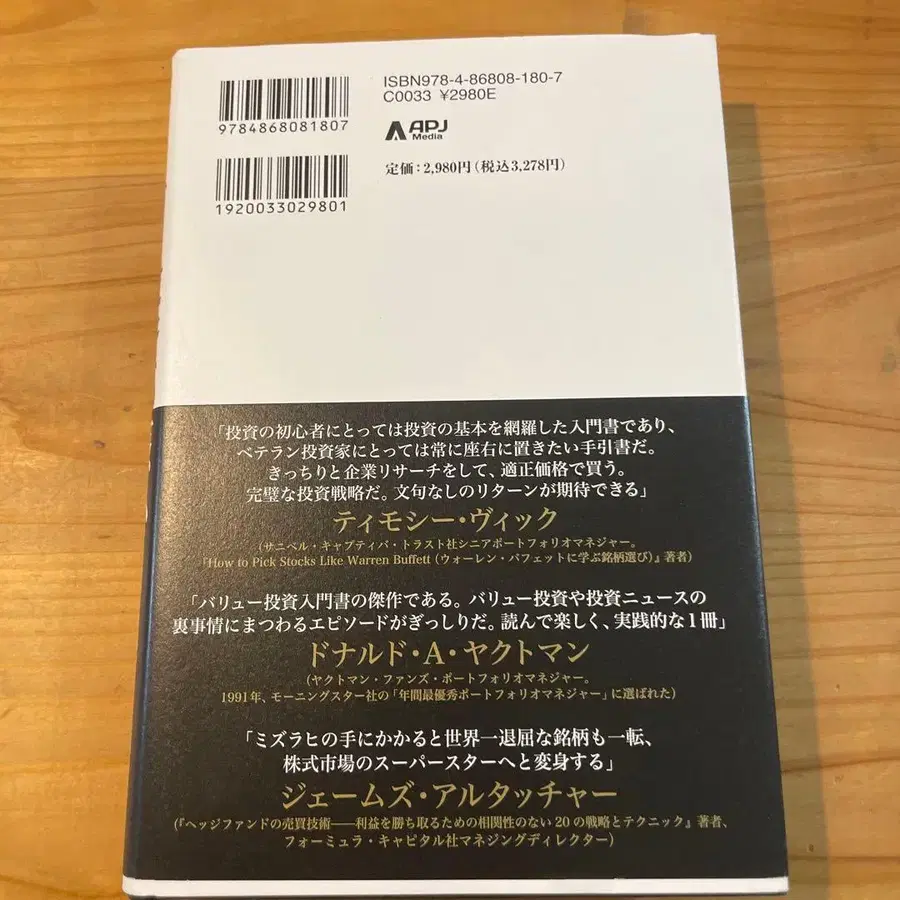 9784868081807
ISBN978-4-86808-180-7
C0033 ¥2980E
APJ
Media
1920033029801
定価:2,980円(税込3,278円)
「投資の初心者にとっては投資の基本を網羅した入門書であり、
ベテラン投資家にとっては常に座右に置きたい手引書だ。
きっちりと企業リサーチをして、適正価格で買う。
完璧な投資戦略だ。文句なしのリターンが期待できる」
ティモシー・ヴィック
(サニベル・キャプティバ・トラスト社シニアポートフォリオマネジャー。
『How to Pick Stocks Like Warren Buffett(ウォーレン・バフェットに学ぶ銘柄選び)』著者)
「バリュー投資入門書の傑作である。バリュー投資や投資ニュースの
裏事情にまつわるエピソードがぎっしりだ。読んで楽しく、実践的な1冊」
ドナルド・A・ヤクトマン
(ヤクトマン・ファンズ・ポートフォリオマネジャー。
1991年、モーニングスター社の「年間最優秀ポートフォリオマネジャー」に選ばれた)
「ミズラヒの手にかかると世界一退屈な銘柄も一転、
株式市場のスーパースターへと変身する」
ジェームズ・アルタッチャー
(『ヘッジファンドの売買技術──利益を勝ち取るための相関性のない20の戦略とテクニック』著者、
フォーミュラ・キャピタル社マネジングディレクター)